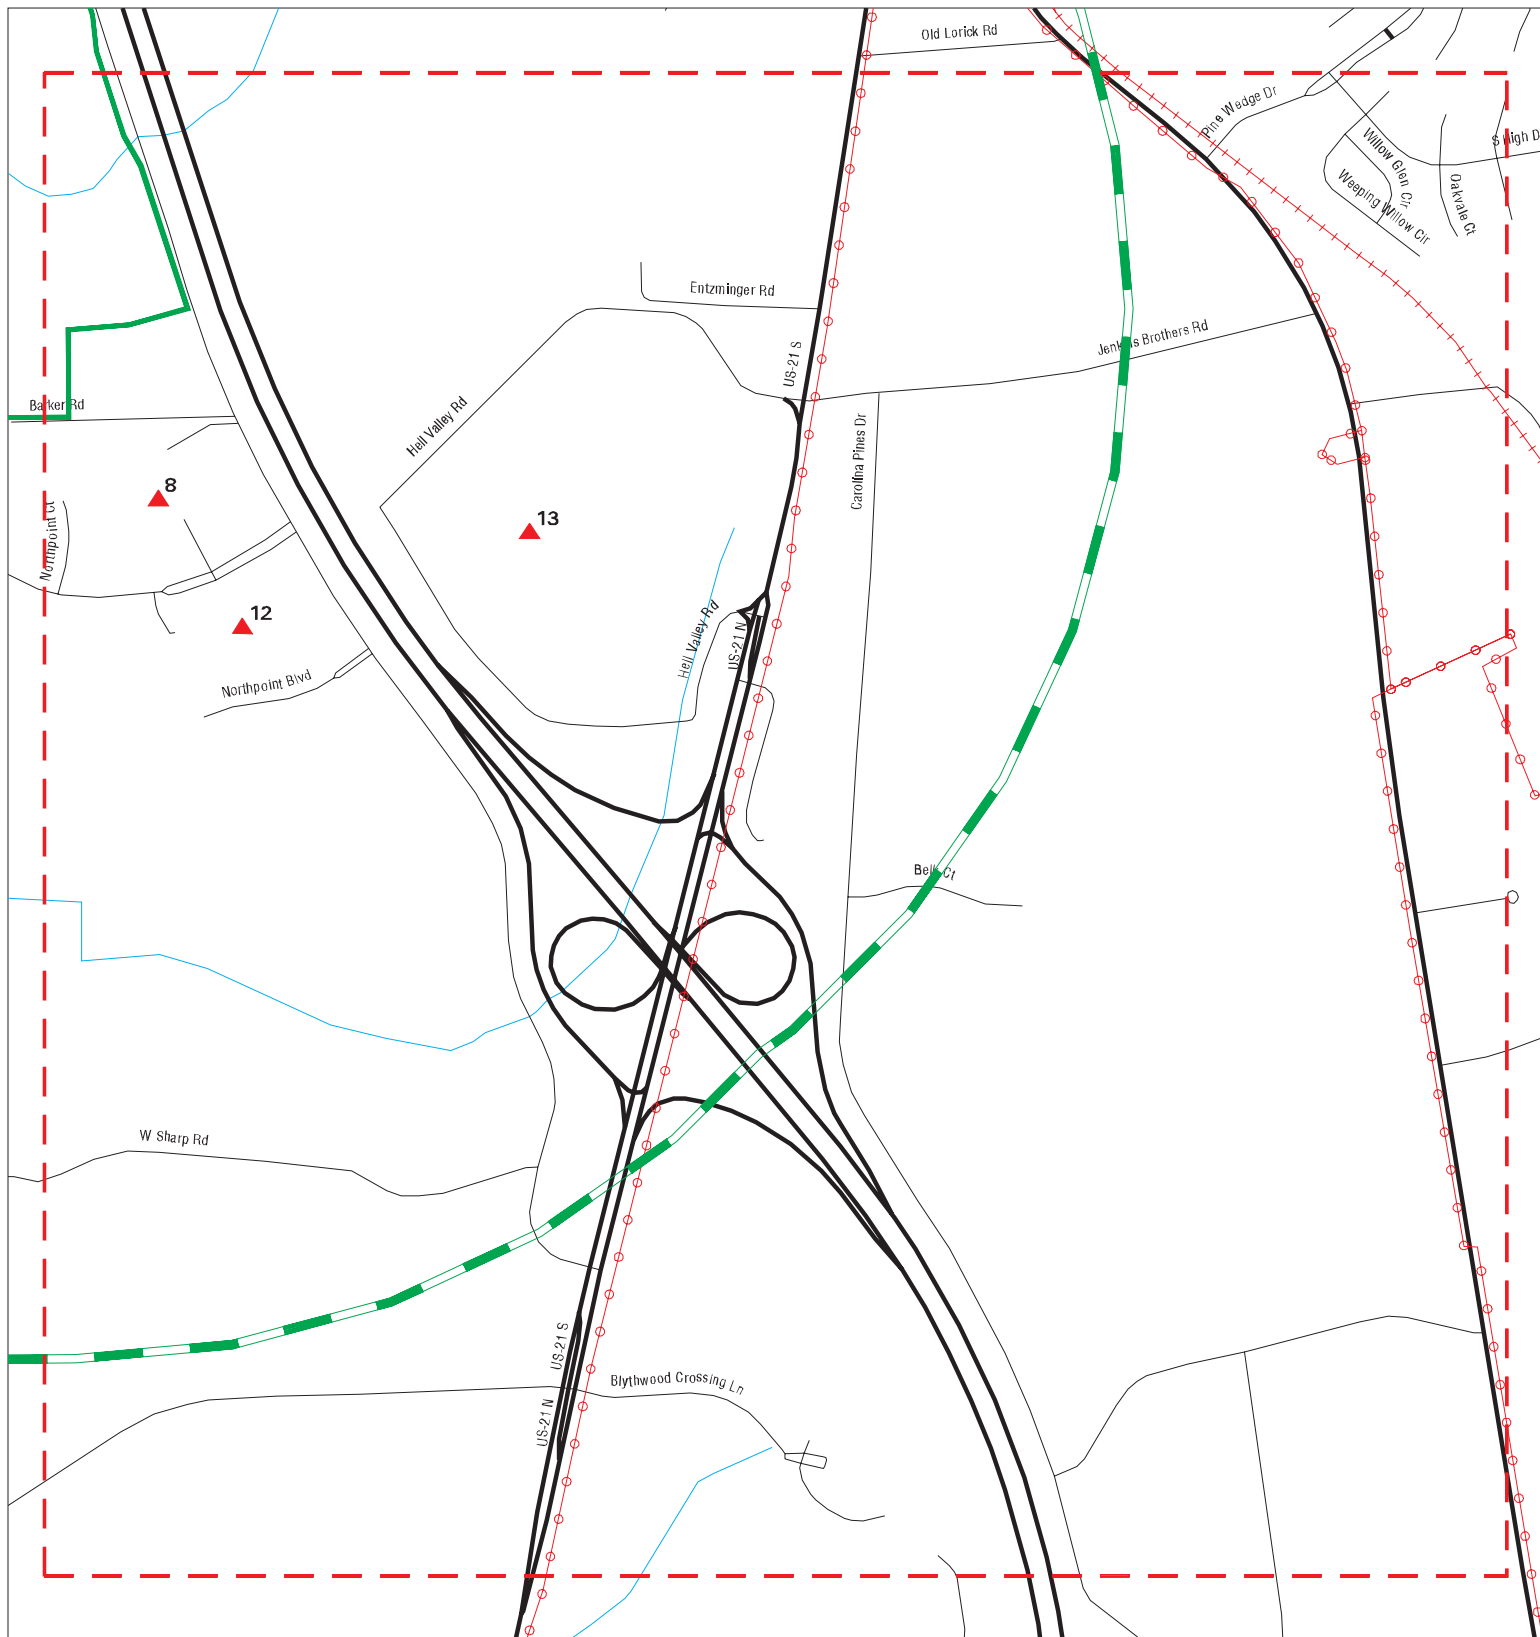 Old Lorick Rd
Pine Wedge Dr
Willow Glen Cir
S High D
Weeping Willow Cir
Oakvale Ct
Entzminger Rd
US-21 S
Jenkins Brothers Rd
Barker Rd
Hell Valley Rd
Carolina Pines Dr
8
13
Northpoint Ct
12
Hell Valley Rd
US-21 N
Northpoint Blvd
Belk Ct
W Sharp Rd
US-21 S
Blythwood Crossing Ln
US-21 N